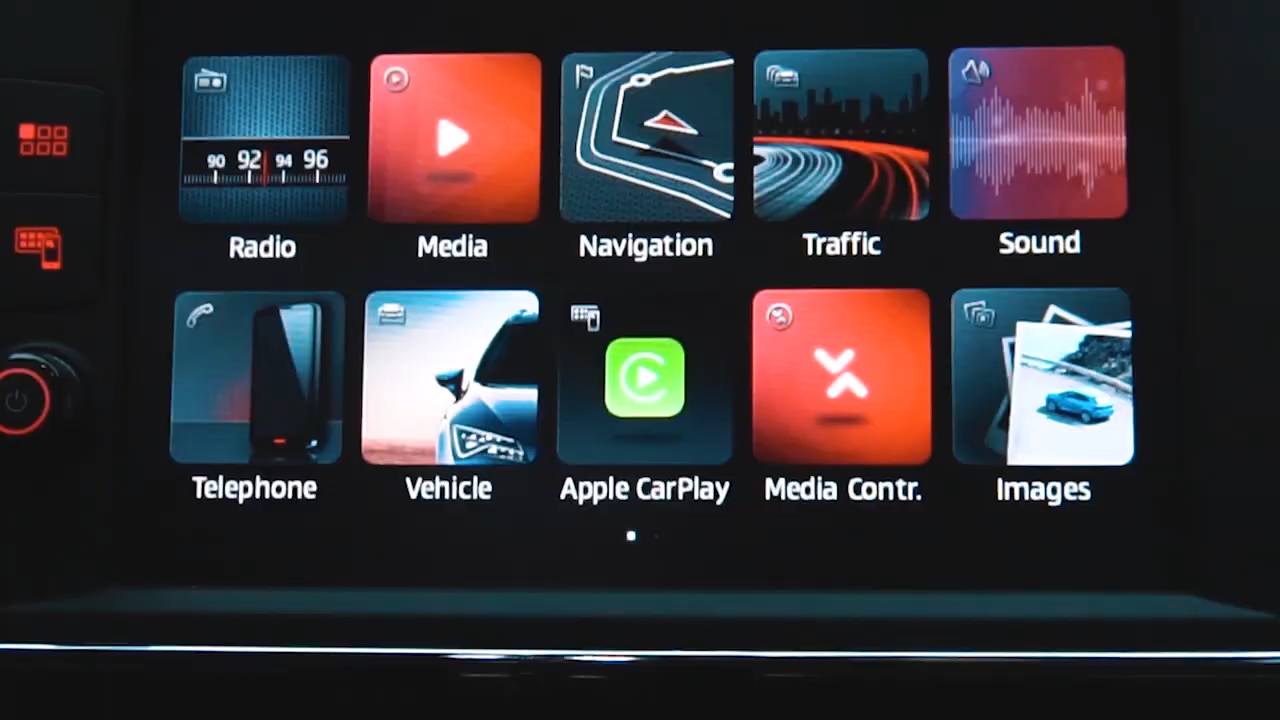 90 92 94 96
Radio
Media
Navigation
Traffic
Sound
Telephone
Vehicle
Apple CarPlay
Media Contr.
Images